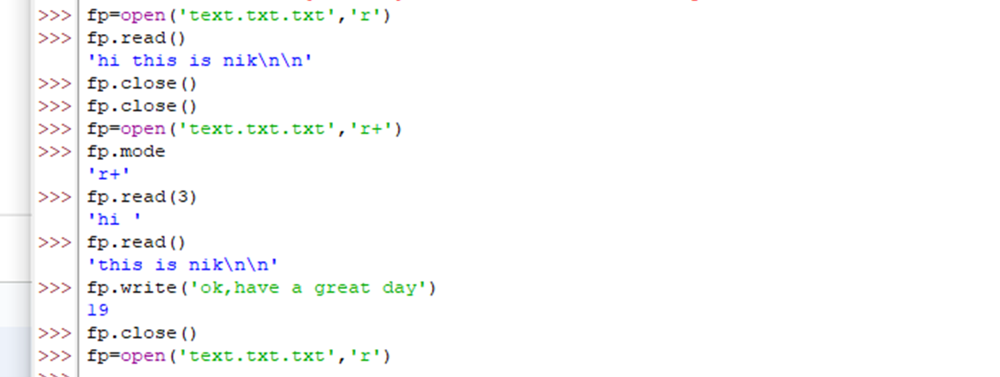 >>> fp=open('text.txt.txt','r')
>>> fp.read()
'hi this is nik\n\n'
>>> fp.close()
>>> fp.close()
>>> fp=open('text.txt.txt','r+')
>>> fp.mode
'r+'
>>> fp.read(3)
'hi '
>>> fp.read()
'this is nik\n\n'
>>> fp.write('ok,have a great day')
19
>>> fp.close()
>>> fp=open('text.txt.txt','r')
>>>